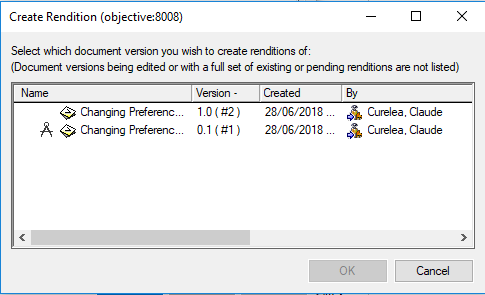 Create Rendition (objective:8008)
Select which document version you wish to create renditions of:
(Document versions being edited or with a full set of existing or pending renditions are not listed)
Name Version - Created By
Changing Preferenc... 1.0 ( #2 ) 28/06/2018 ... Curelea, Claude
Changing Preferenc... 0.1 ( #1 ) 28/06/2018 ... Curelea, Claude
OK Cancel